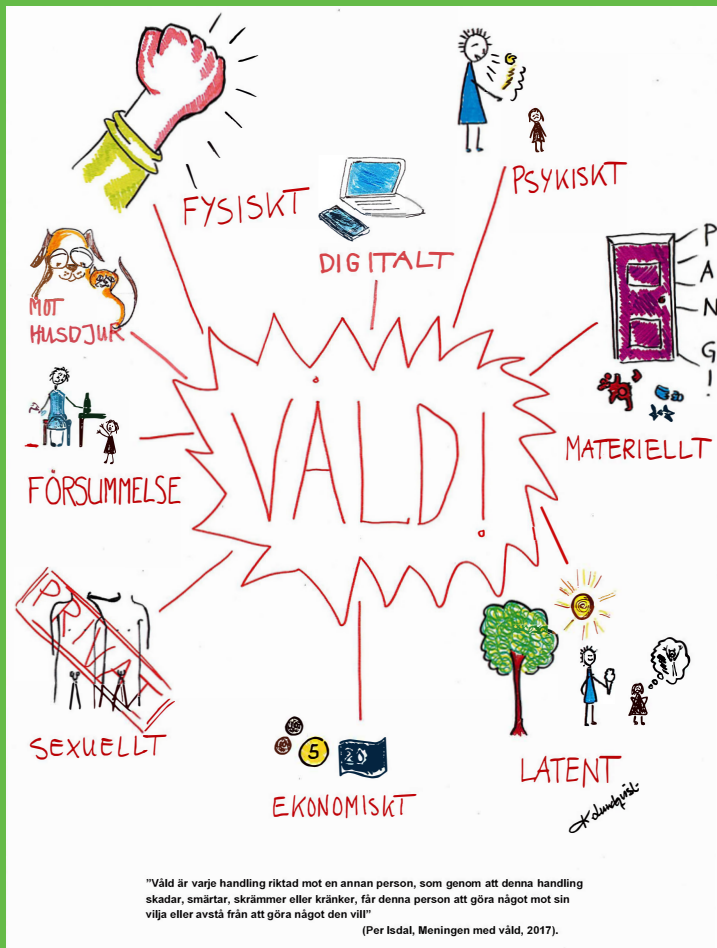 FYSISKT
PSYKISKT
DIGITALT
MOT
HUSDJUR
PANG!
FÖRSUMMELSE
VÅLD!
MATERIELLT
PRIVAT
SEXUELLT
5
20
EKONOMISKT
LATENT
K Lundqvist
"Våld är varje handling riktad mot en annan person, som genom att denna handling
skadar, smärtar, skrämmer eller kränker, får denna person att göra något mot sin
vilja eller avstå från att göra något den vill"
(Per Isdal, Meningen med våld, 2017).